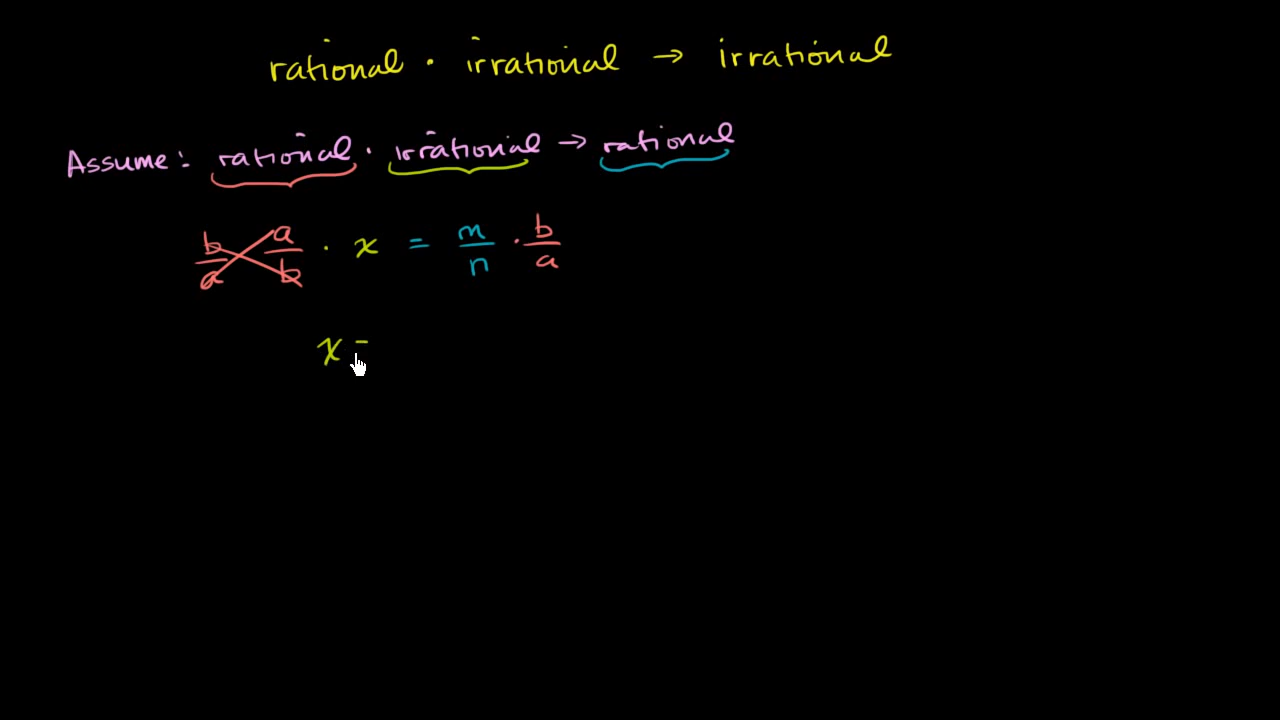 rational · irrational → irrational
Assume: rational · irrational → rational
b/a a/b · x = m/n · b/a
x =